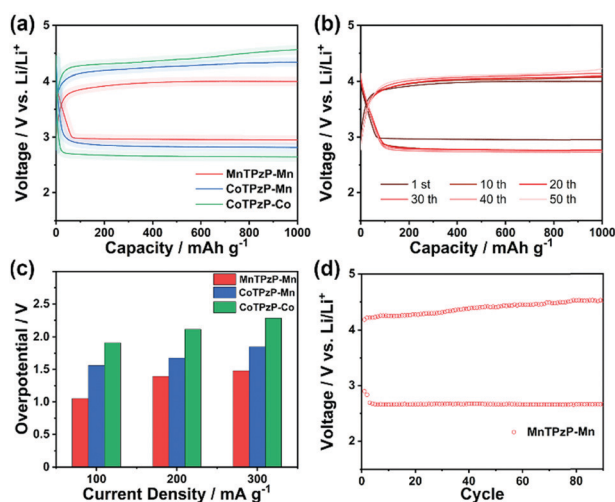 (a)
Voltage / V vs. Li/Li⁺
5
4
3
2
1
0 200 400 600 800 1000
Capacity / mAh g⁻¹
MnTPzP-Mn
CoTPzP-Mn
CoTPzP-Co
(b)
Voltage / V vs. Li/Li⁺
5
4
3
2
1
0 200 400 600 800 1000
Capacity / mAh g⁻¹
1 st 10 th 20 th
30 th 40 th 50 th
(c)
Overpotential / V
2.5
2.0
1.5
1.0
0.5
0.0
100 200 300
Current Density / mA g⁻¹
MnTPzP-Mn
CoTPzP-Mn
CoTPzP-Co
(d)
Voltage / V vs. Li/Li⁺
5
4
3
2
1
0 20 40 60 80
Cycle
MnTPzP-Mn